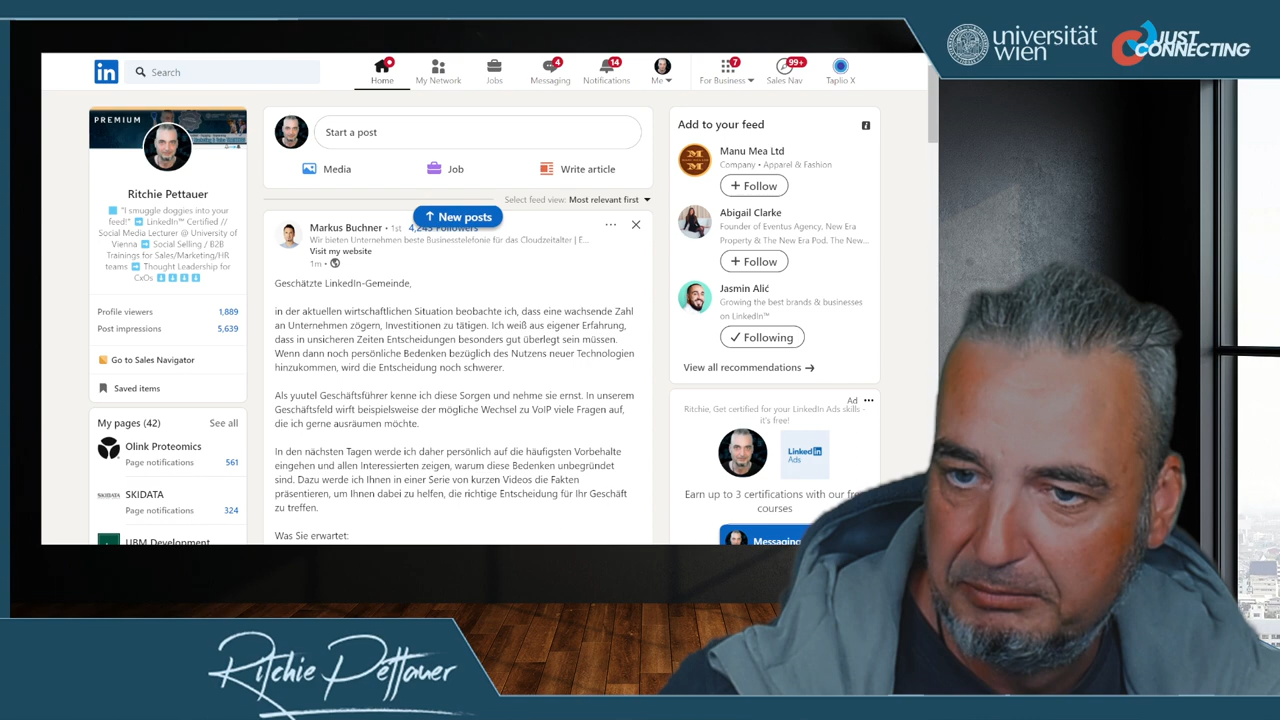 universität
wien
JUST
CONNECTING
in
Search
Home
My Network
Jobs
4
Messaging
14
Notifications
Me
7
For Business
99+
Sales Nav
Taplio X
PREMIUM
Ritchie Pettauer
"I smuggle doggies into your
feed!" ➡ LinkedIn™ Certified //
Social Media Lecturer @ University of
Vienna ➡ Social Selling / B2B
Trainings for Sales/Marketing/HR
teams ➡ Thought Leadership for
CxOs ⬇⬇⬇⬇
Profile viewers 1,889
Post impressions 5,639
Go to Sales Navigator
Saved items
My pages (42) See all
Olink Proteomics
Page notifications 561
SKIDATA
SKIDATA
Page notifications 324
UBM Development
Start a post
Media
Job
Write article
Select feed view: Most relevant first
↑ New posts
Markus Buchner • 1st 4,243 Followers
Wir bieten Unternehmen beste Businesstelefonie für das Cloudzeitalter | E...
Visit my website
1m •
Geschätzte LinkedIn-Gemeinde,
in der aktuellen wirtschaftlichen Situation beobachte ich, dass eine wachsende Zahl
an Unternehmen zögern, Investitionen zu tätigen. Ich weiß aus eigener Erfahrung,
dass in unsicheren Zeiten Entscheidungen besonders gut überlegt sein müssen.
Wenn dann noch persönliche Bedenken bezüglich des Nutzens neuer Technologien
hinzukommen, wird die Entscheidung noch schwerer.
Als yuutel Geschäftsführer kenne ich diese Sorgen und nehme sie ernst. In unserem
Geschäftsfeld wirft beispielsweise der mögliche Wechsel zu VoIP viele Fragen auf,
die ich gerne ausräumen möchte.
In den nächsten Tagen werde ich daher persönlich auf die häufigsten Vorbehalte
eingehen und allen Interessierten zeigen, warum diese Bedenken unbegründet
sind. Dazu werde ich Ihnen in einer Serie von kurzen Videos die Fakten
präsentieren, um Ihnen dabei zu helfen, die richtige Entscheidung für Ihr Geschäft
zu treffen.
Was Sie erwartet:
Add to your feed
Manu Mea Ltd
Company • Apparel & Fashion
+ Follow
Abigail Clarke
Founder of Eventus Agency, New Era
Property & The New Era Pod. The New...
+ Follow
Jasmin Alić
Growing the best brands & businesses
on LinkedIn™
✓ Following
View all recommendations →
Ad •••
Ritchie, Get certified for your LinkedIn Ads skills -
it's free!
Linked in
Ads
Earn up to 3 certifications with our free
courses
Messaging
Ritchie Pettauer